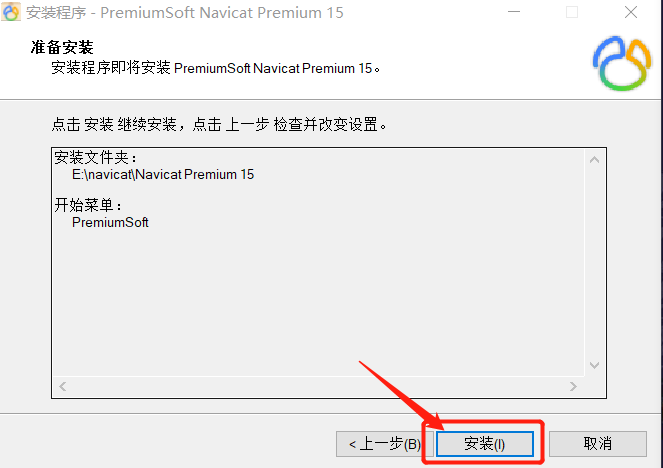 安装程序 - PremiumSoft Navicat Premium 15
准备安装
安装程序即将安装 PremiumSoft Navicat Premium 15。
点击 安装 继续安装，点击 上一步 检查并改变设置。
安装文件夹：
E:\navicat\Navicat Premium 15
开始菜单：
PremiumSoft
< 上一步(B) 安装(I) 取消